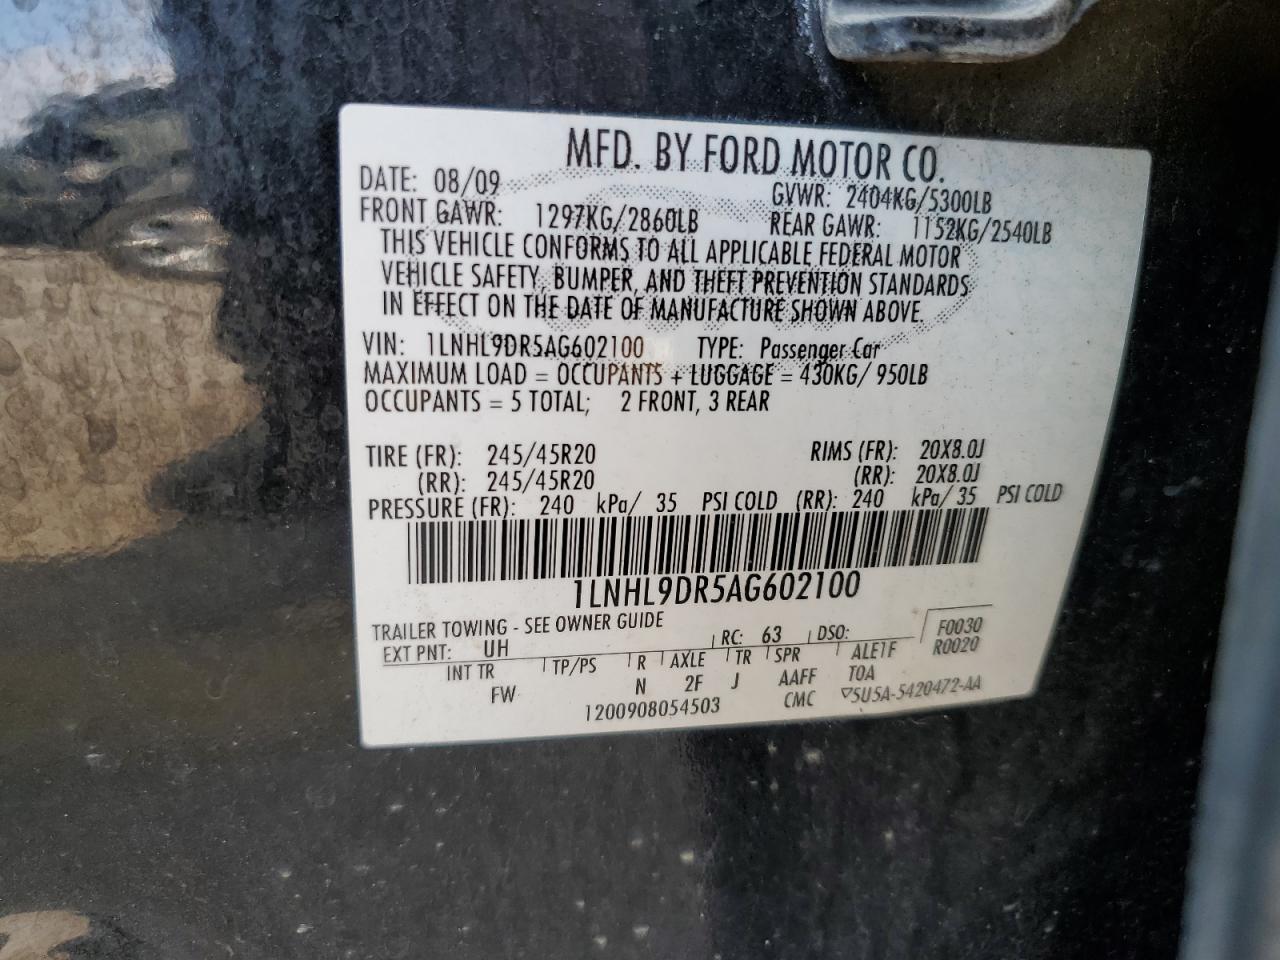 MFD. BY FORD MOTOR CO.
DATE: 08/09 GVWR: 2404KG/5300LB
FRONT GAWR: 1297KG/2860LB REAR GAWR: 1152KG/2540LB
THIS VEHICLE CONFORMS TO ALL APPLICABLE FEDERAL MOTOR
VEHICLE SAFETY, BUMPER, AND THEFT PREVENTION STANDARDS
IN EFFECT ON THE DATE OF MANUFACTURE SHOWN ABOVE.
VIN: 1LNHL9DR5AG602100 TYPE: Passenger Car
MAXIMUM LOAD = OCCUPANTS + LUGGAGE = 430KG/ 950LB
OCCUPANTS = 5 TOTAL; 2 FRONT, 3 REAR
TIRE (FR): 245/45R20 RIMS (FR): 20X8.0J
(RR): 245/45R20 (RR): 20X8.0J
PRESSURE (FR): 240 kPa/ 35 PSI COLD (RR): 240 kPa/ 35 PSI COLD
1LNHL9DR5AG602100
TRAILER TOWING - SEE OWNER GUIDE
EXT PNT: UH RC: 63 DSO: F0030
R0020
INT TR TP/PS R AXLE TR SPR ALE1F
FW N 2F J AAFF T0A
1200908054503 CMC ▽5U5A-5420472-AA